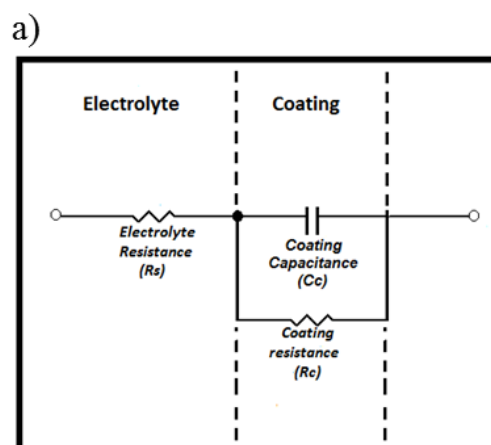 a)
Electrolyte
Coating
Electrolyte
Resistance
(Rs)
Coating
Capacitance
(Cc)
Coating
resistance
(Rc)